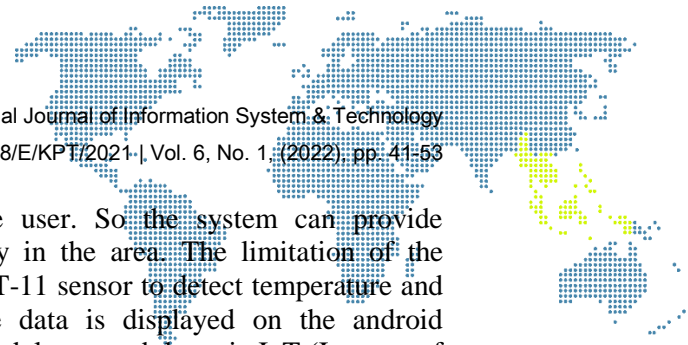 al Journal of Information System & Technology
8/E/KPT/2021 | Vol. 6, No. 1, (2022), pp. 41-53
e user. So the system can provide
y in the area. The limitation of the
T-11 sensor to detect temperature and
e data is displayed on the android